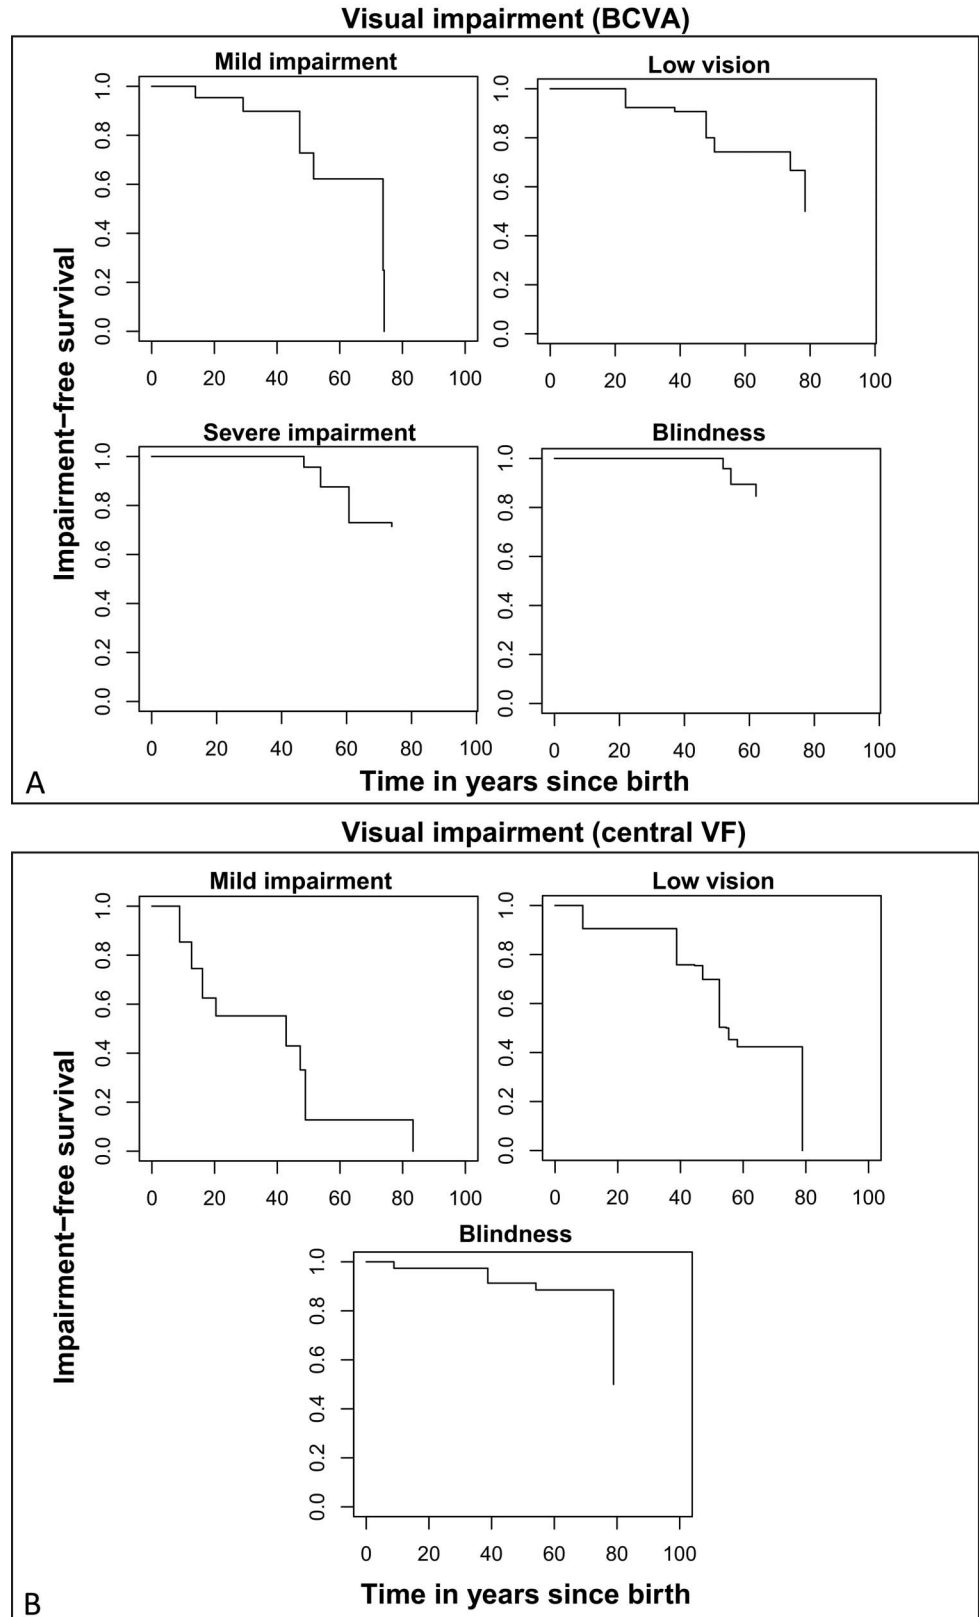 Visual impairment (BCVA)
Mild impairment
Low vision
1.0
0.8
0.6
0.4
0.2
0.0
0 20 40 60 80 100
1.0
0.8
0.6
0.4
0.2
0.0
0 20 40 60 80 100
Impairment–free survival
Severe impairment
Blindness
1.0
0.8
0.6
0.4
0.2
0.0
0 20 40 60 80 100
1.0
0.8
0.6
0.4
0.2
0.0
0 20 40 60 80 100
Time in years since birth
A
Visual impairment (central VF)
Mild impairment
Low vision
1.0
0.8
0.6
0.4
0.2
0.0
0 20 40 60 80 100
1.0
0.8
0.6
0.4
0.2
0.0
0 20 40 60 80 100
Impairment–free survival
Blindness
1.0
0.8
0.6
0.4
0.2
0.0
0 20 40 60 80 100
Time in years since birth
B